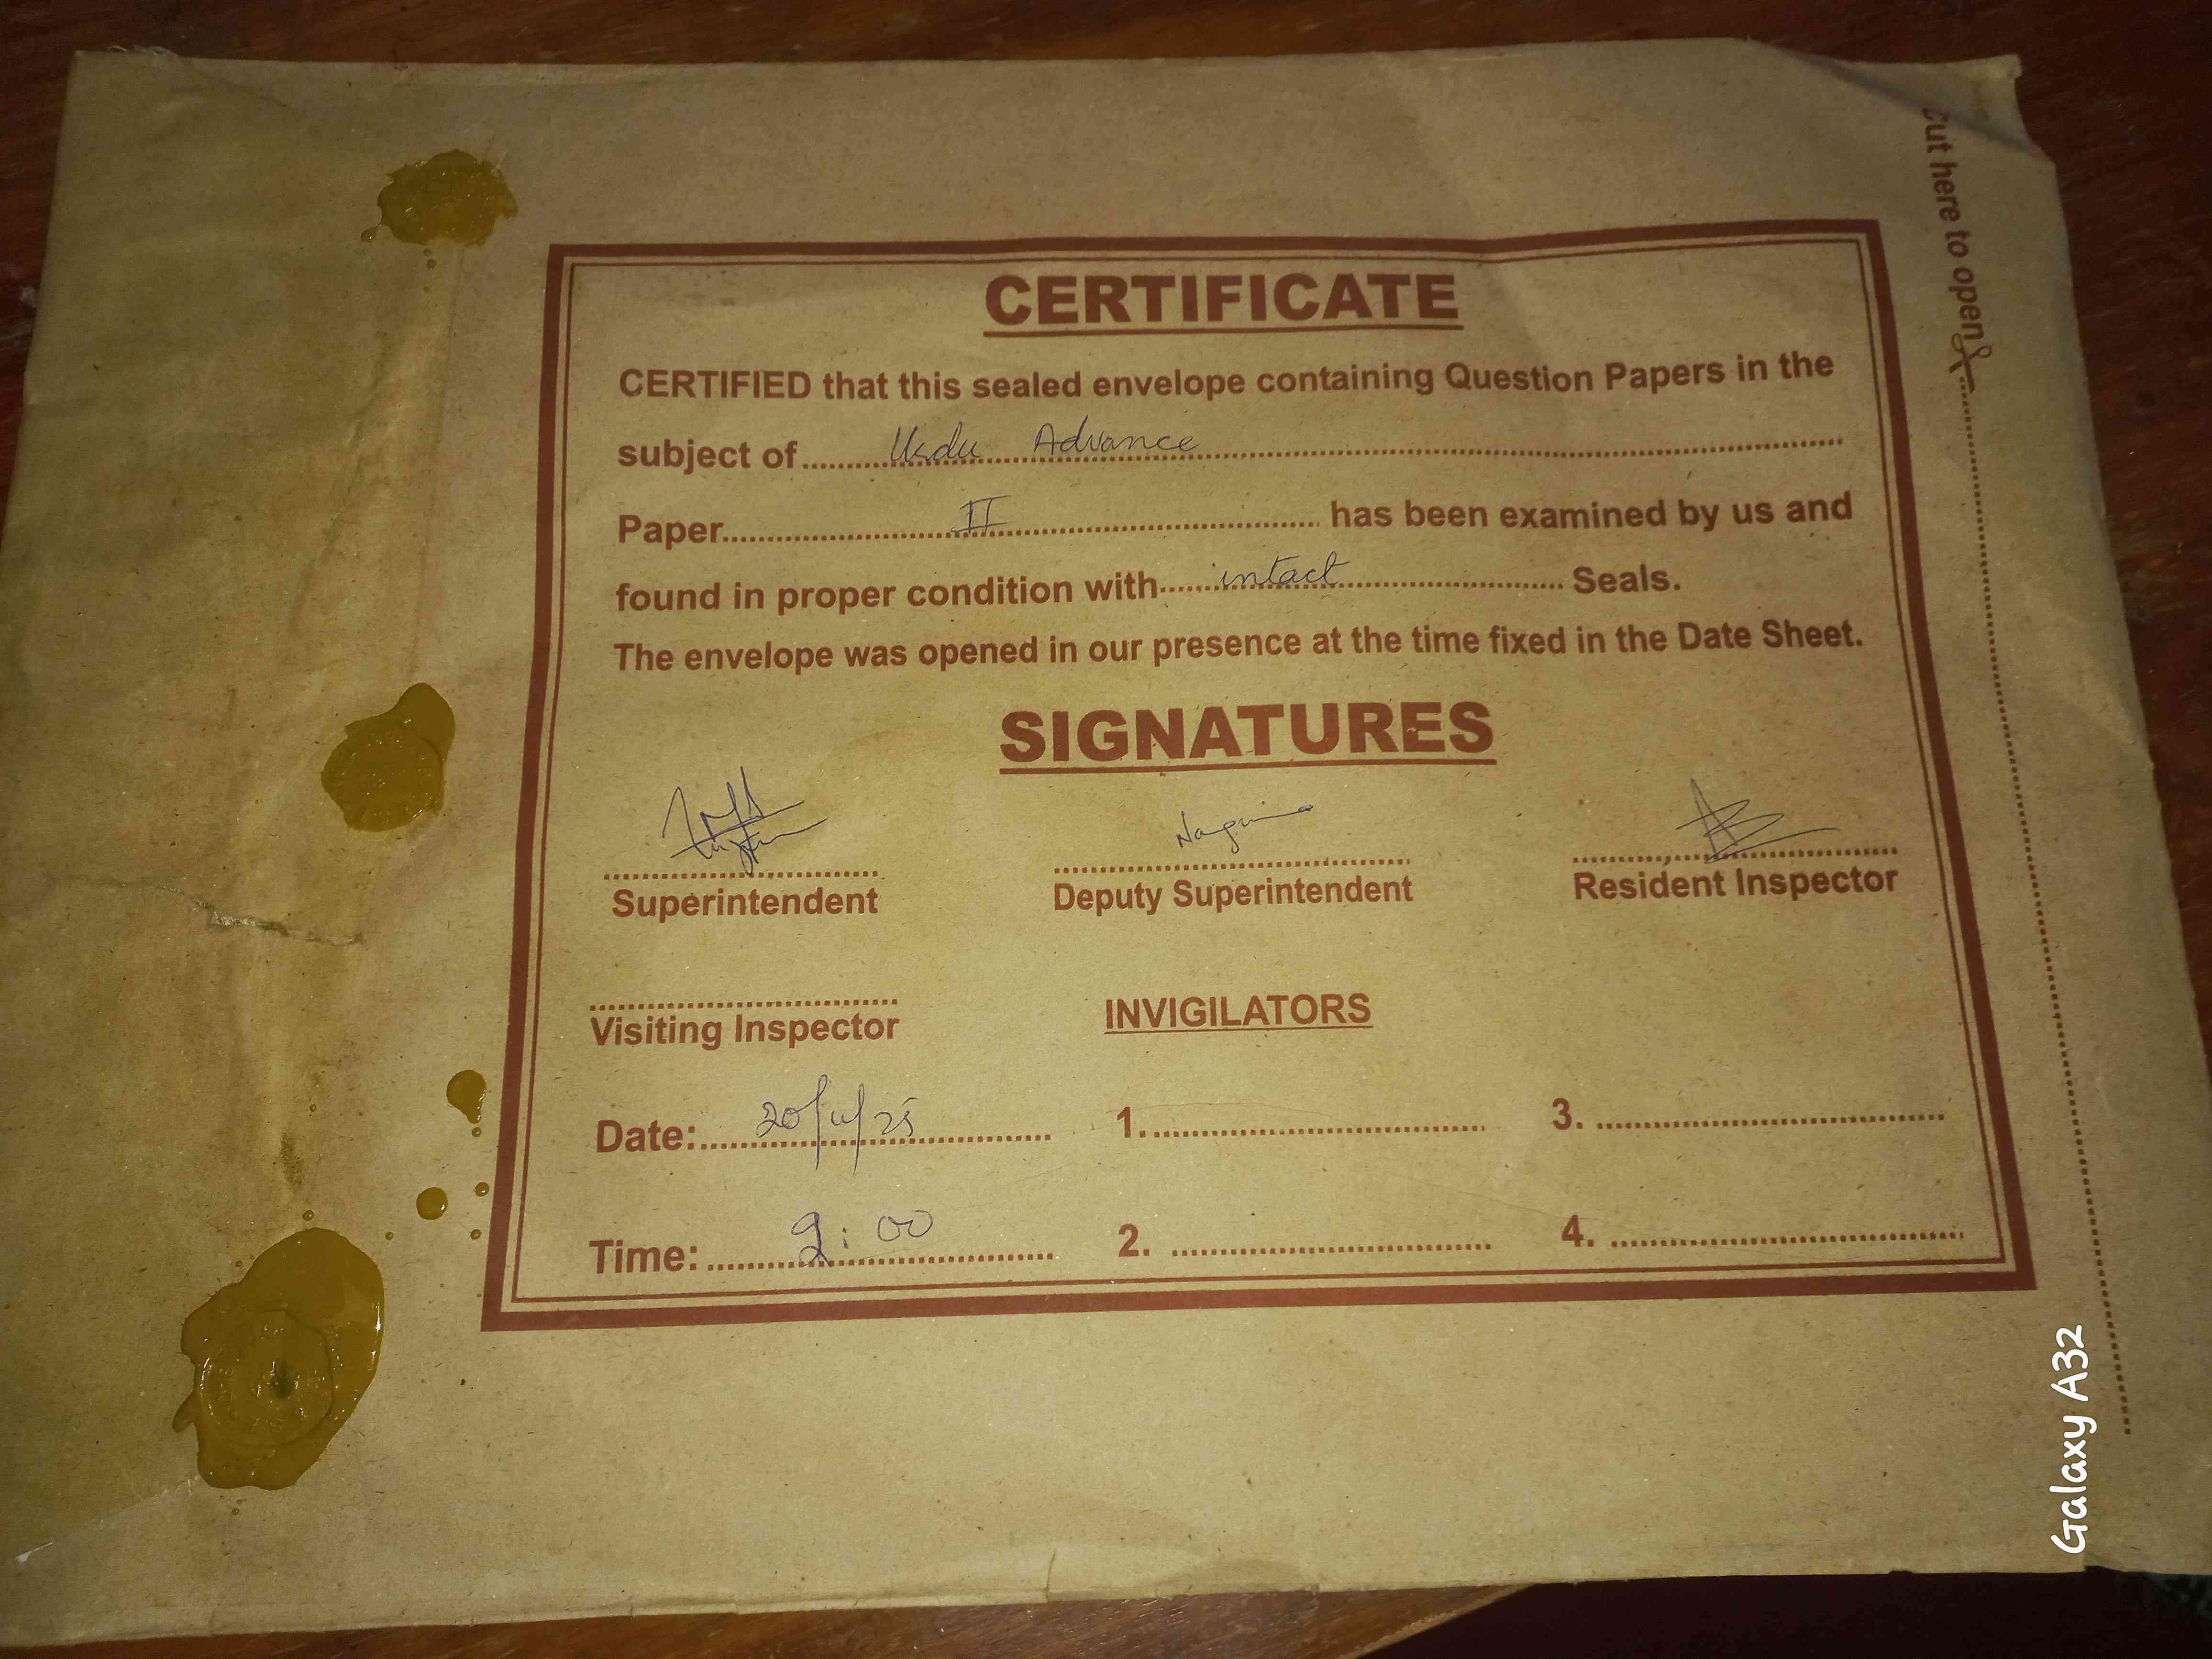 Cut here to open
CERTIFICATE
CERTIFIED that this sealed envelope containing Question Papers in the
subject of Urdu Advance
Paper II has been examined by us and
found in proper condition with intact Seals.
The envelope was opened in our presence at the time fixed in the Date Sheet.
SIGNATURES
Nagina
Superintendent Deputy Superintendent Resident Inspector
Visiting Inspector INVIGILATORS
Date: 20/11/25 1. 3.
Time: 9:00 2. 4.
Galaxy A32